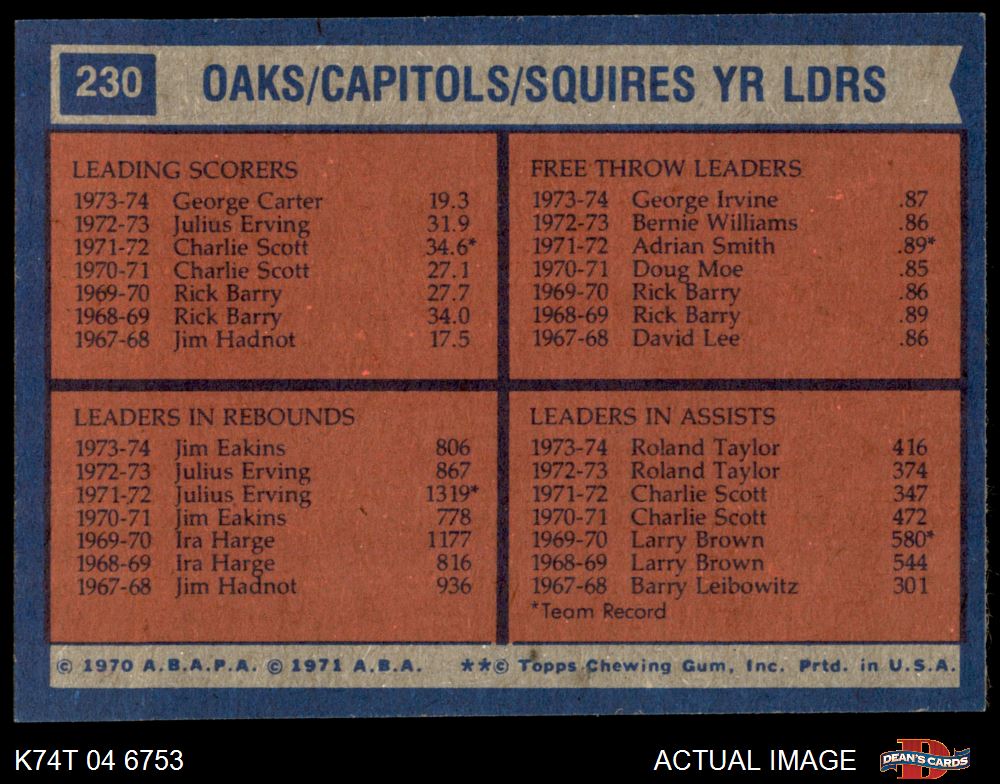 230 OAKS/CAPITOLS/SQUIRES YR LDRS
LEADING SCORERS
1973-74 George Carter 19.3
1972-73 Julius Erving 31.9
1971-72 Charlie Scott 34.6*
1970-71 Charlie Scott 27.1
1969-70 Rick Barry 27.7
1968-69 Rick Barry 34.0
1967-68 Jim Hadnot 17.5
FREE THROW LEADERS
1973-74 George Irvine .87
1972-73 Bernie Williams .86
1971-72 Adrian Smith .89*
1970-71 Doug Moe .85
1969-70 Rick Barry .86
1968-69 Rick Barry .89
1967-68 David Lee .86
LEADERS IN REBOUNDS
1973-74 Jim Eakins 806
1972-73 Julius Erving 867
1971-72 Julius Erving 1319*
1970-71 Jim Eakins 778
1969-70 Ira Harge 1177
1968-69 Ira Harge 816
1967-68 Jim Hadnot 936
LEADERS IN ASSISTS
1973-74 Roland Taylor 416
1972-73 Roland Taylor 374
1971-72 Charlie Scott 347
1970-71 Charlie Scott 472
1969-70 Larry Brown 580*
1968-69 Larry Brown 544
1967-68 Barry Leibowitz 301
*Team Record
© 1970 A.B.A.P.A. © 1971 A.B.A. **© Topps Chewing Gum, Inc. Prtd. in U.S.A.
K74T 04 6753 ACTUAL IMAGE D DEAN'S CARDS